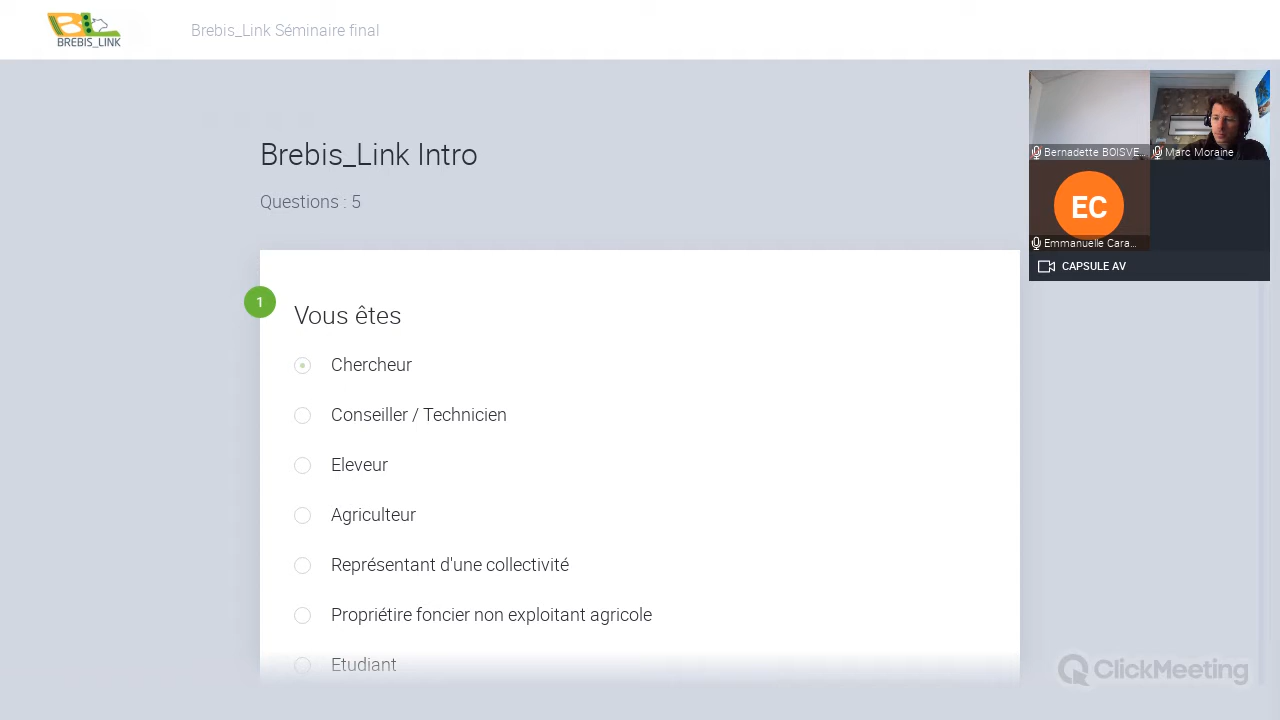 BL
BREBIS_LINK
Brebis_Link Séminaire final
Brebis_Link Intro
Questions : 5
1
Vous êtes
Chercheur
Conseiller / Technicien
Eleveur
Agriculteur
Représentant d'une collectivité
Propriétire foncier non exploitant agricole
Etudiant
Bernadette BOISVE...
Marc Moraine
EC
Emmanuelle Cara...
CAPSULE AV
ClickMeeting